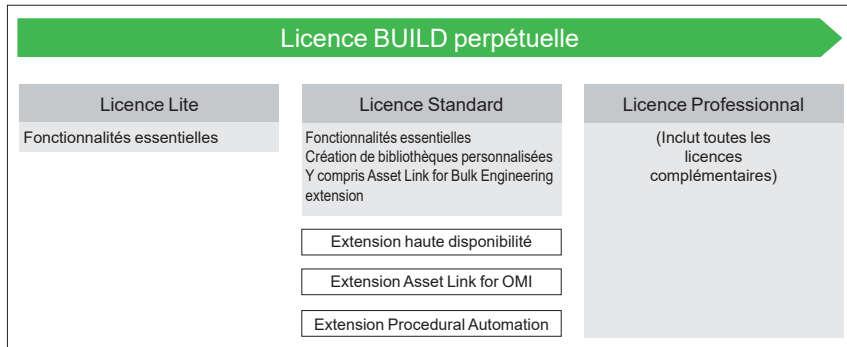 Licence BUILD perpétuelle
Licence Lite
Fonctionnalités essentielles
Licence Standard
Fonctionnalités essentielles
Création de bibliothèques personnalisées
Y compris Asset Link for Bulk Engineering
extension
Extension haute disponibilité
Extension Asset Link for OMI
Extension Procedural Automation
Licence Professionnal
(Inclut toutes les
licences
complémentaires)